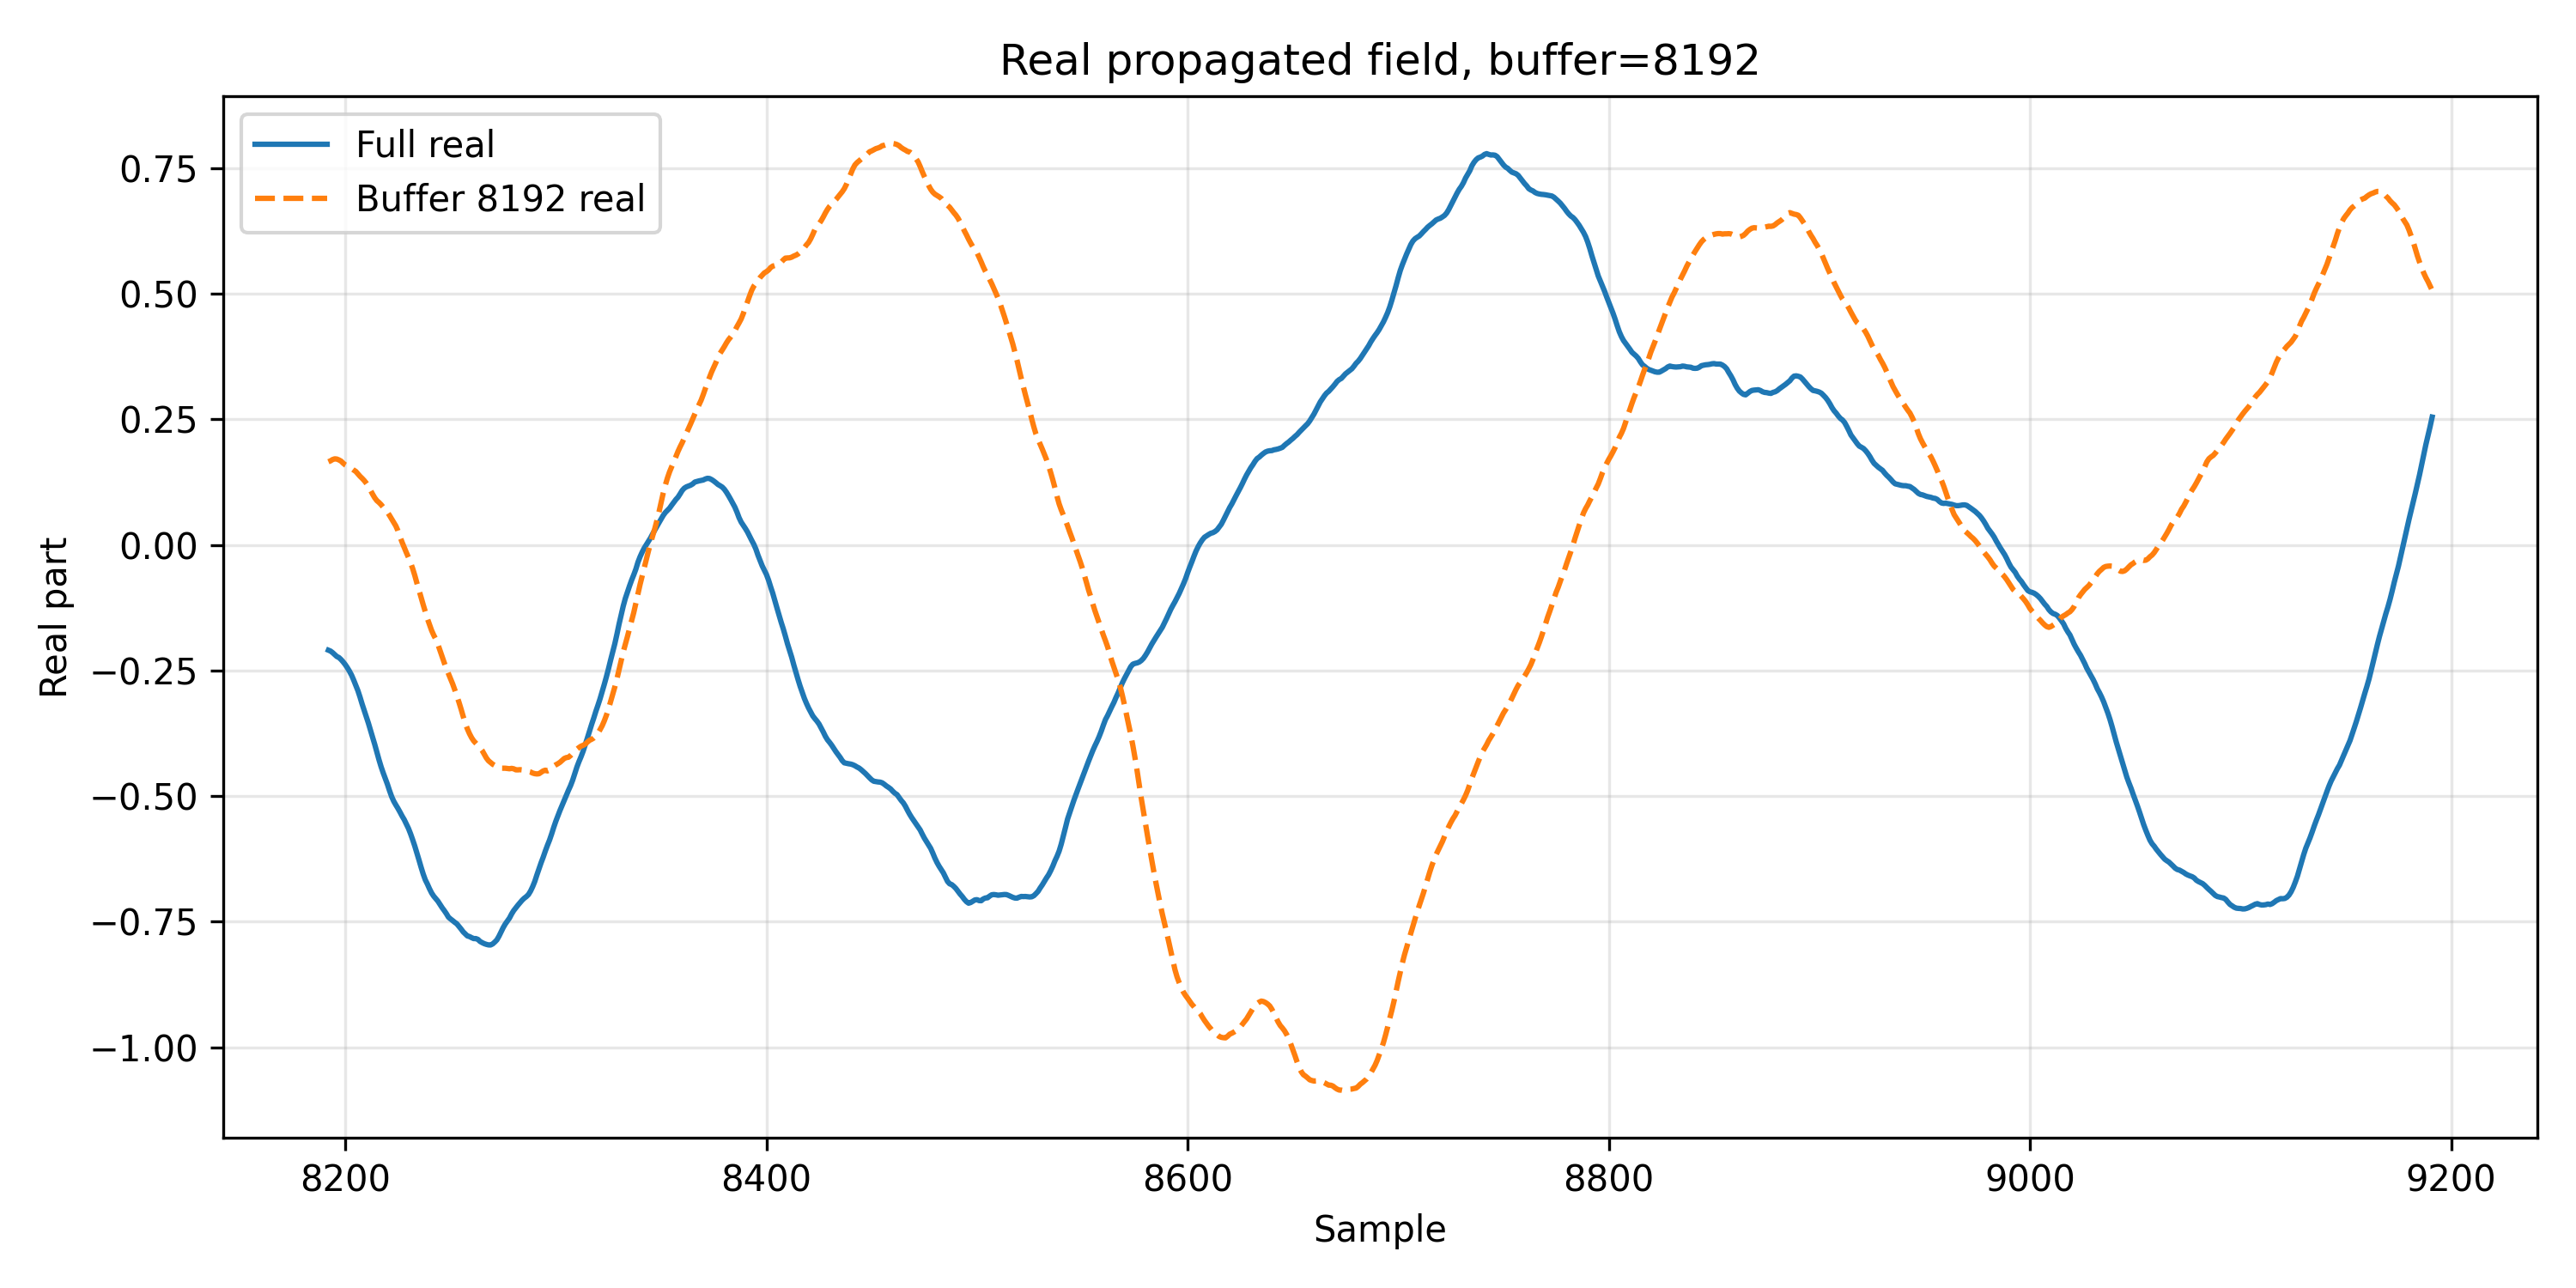 Real propagated field, buffer=8192
Full real
Buffer 8192 real
0.75
0.50
0.25
0.00
−0.25
−0.50
−0.75
−1.00
Real part
8200 8400 8600 8800 9000 9200
Sample